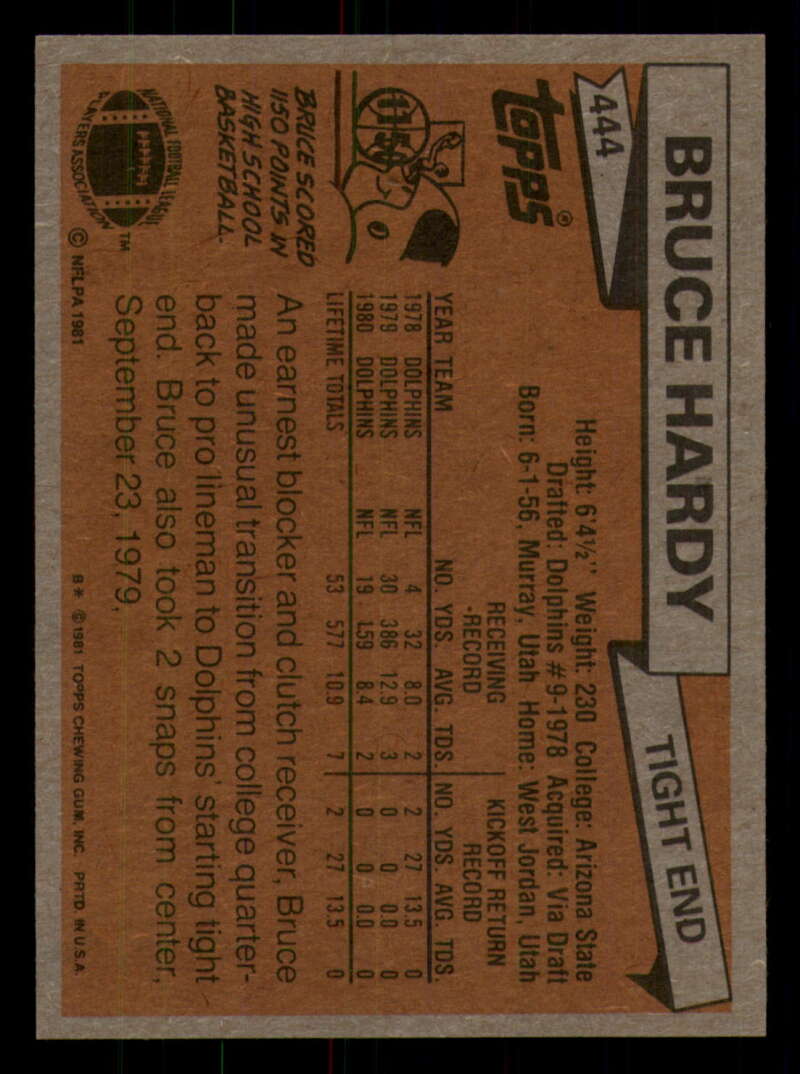 BRUCE HARDY
TIGHT END
444
topps®
Height: 6'4½" Weight: 230 College: Arizona State
Drafted: Dolphins #9-1978 Acquired: Via Draft
Born: 6-1-56, Murray, Utah Home: West Jordan, Utah
RECEIVING KICKOFF RETURN
-RECORD RECORD
YEAR TEAM NO. YDS. AVG. TDS. NO. YDS. AVG. TDS.
1978 DOLPHINS NFL 4 32 8.0 2 2 27 13.5 0
1979 DOLPHINS NFL 30 386 12.9 3 0 0 0.0 0
1980 DOLPHINS NFL 19 159 8.4 2 0 0 0.0 0
LIFETIME TOTALS 53 577 10.9 7 2 27 13.5 0
1150
BRUCE SCORED
1150 POINTS IN
HIGH SCHOOL
BASKETBALL.
An earnest blocker and clutch receiver, Bruce
made unusual transition from college quarter-
back to pro lineman to Dolphins' starting tight
end. Bruce also took 2 snaps from center,
September 23, 1979,
NATIONAL FOOTBALL LEAGUE
PLAYERS ASSOCIATION
TM
© NFLPA 1981
B* ©1981 TOPPS CHEWING GUM, INC. PRTD. IN U.S.A.